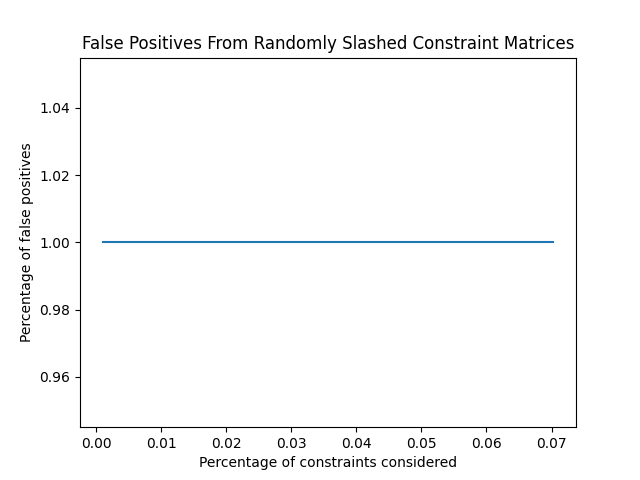 False Positives From Randomly Slashed Constraint Matrices
Percentage of false positives
1.04
1.02
1.00
0.98
0.96
0.00 0.01 0.02 0.03 0.04 0.05 0.06 0.07
Percentage of constraints considered